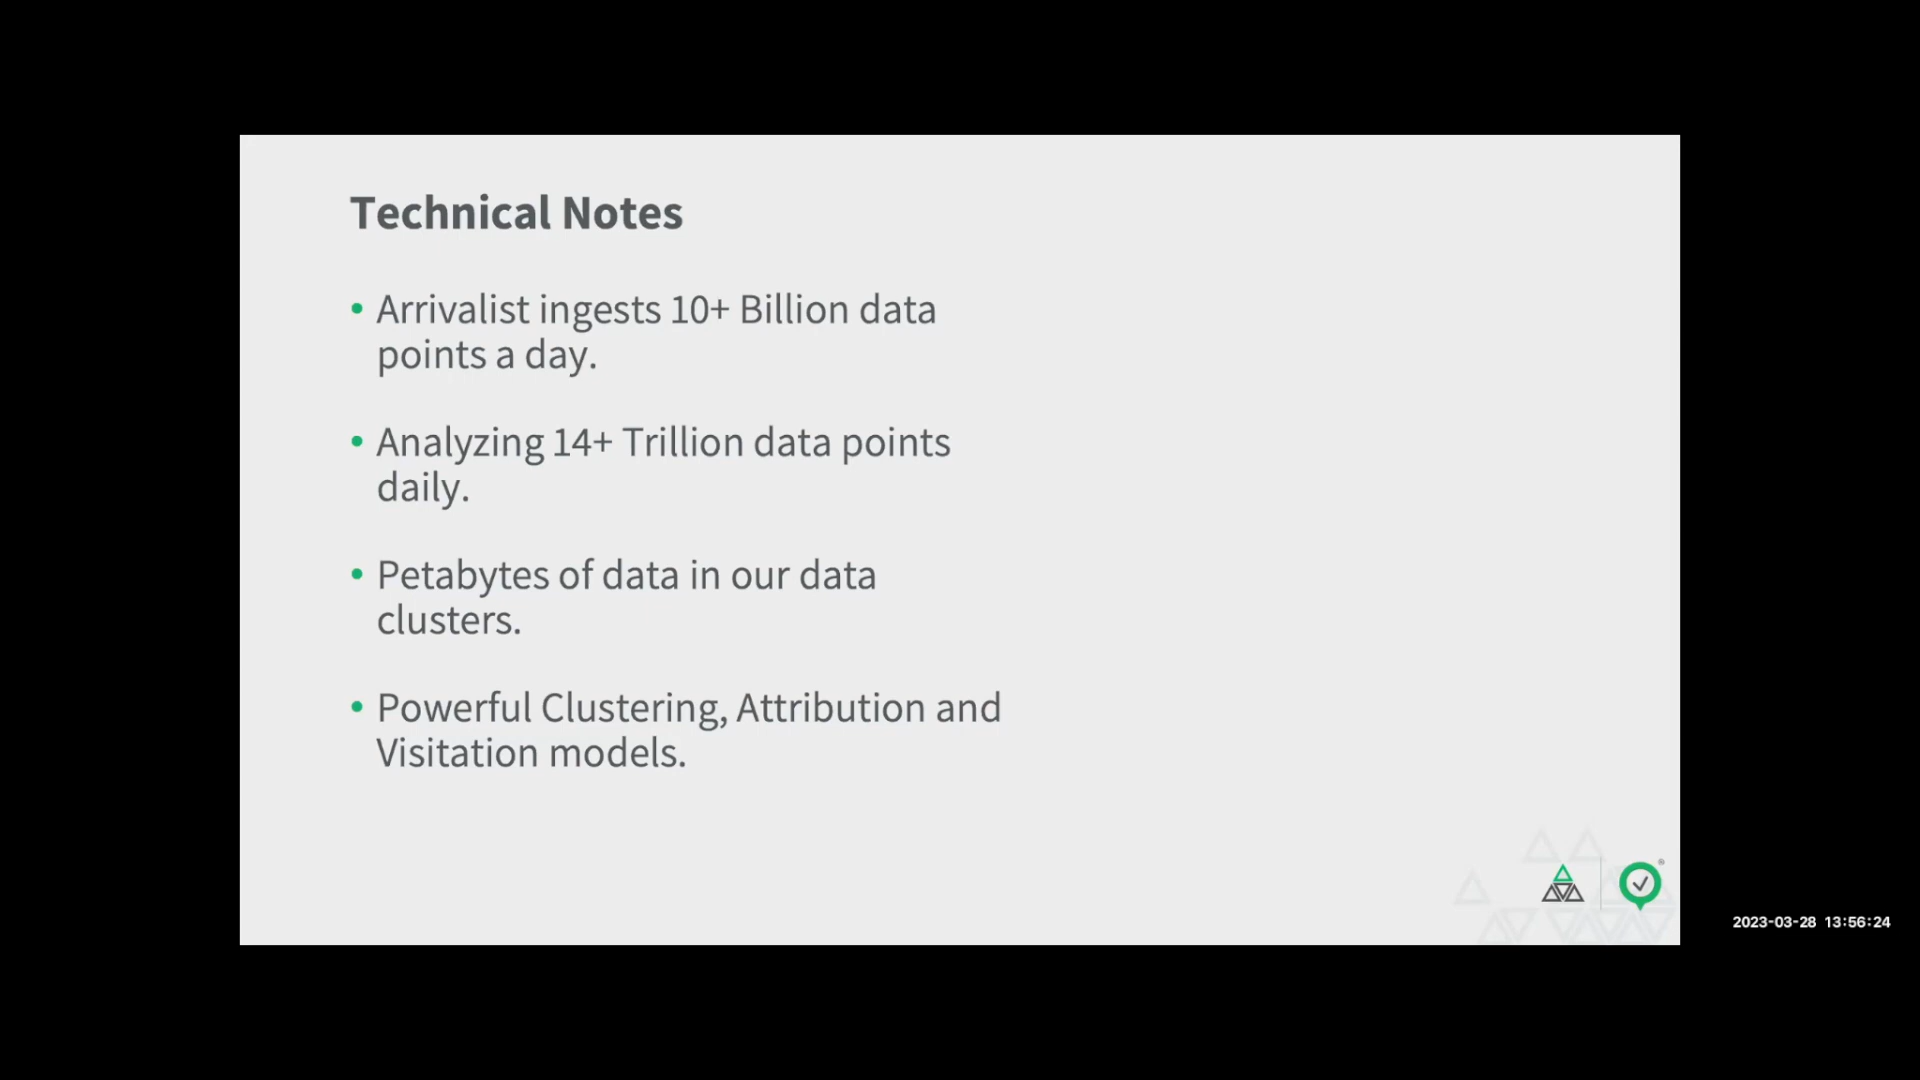 Technical Notes
• Arrivalist ingests 10+ Billion data
points a day.
• Analyzing 14+ Trillion data points
daily.
• Petabytes of data in our data
clusters.
• Powerful Clustering, Attribution and
Visitation models.
®
2023-03-28 13:56:24